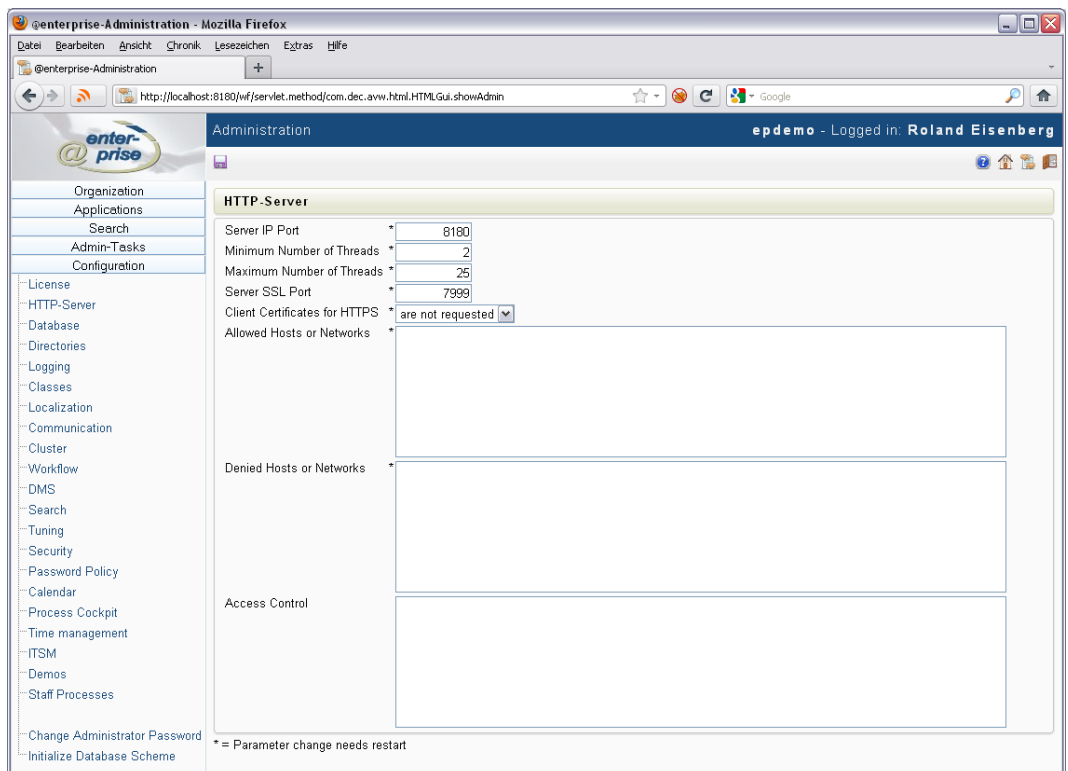 @enterprise-Administration - Mozilla Firefox
Datei Bearbeiten Ansicht Chronik Lesezeichen Extras Hilfe
@enterprise-Administration
http://localhost:8180/wf/servlet.method/com.dec.avw.html.HTMLGui.showAdmin
Google
@ enter-
prise
Administration
epdemo - Logged in: Roland Eisenberg
Organization
Applications
Search
Admin-Tasks
Configuration
License
HTTP-Server
Database
Directories
Logging
Classes
Localization
Communication
Cluster
Workflow
DMS
Search
Tuning
Security
Password Policy
Calendar
Process Cockpit
Time management
ITSM
Demos
Staff Processes
Change Administrator Password
Initialize Database Scheme
HTTP-Server
Server IP Port * 8180
Minimum Number of Threads * 2
Maximum Number of Threads * 25
Server SSL Port * 7999
Client Certificates for HTTPS * are not requested
Allowed Hosts or Networks *
Denied Hosts or Networks *
Access Control
* = Parameter change needs restart